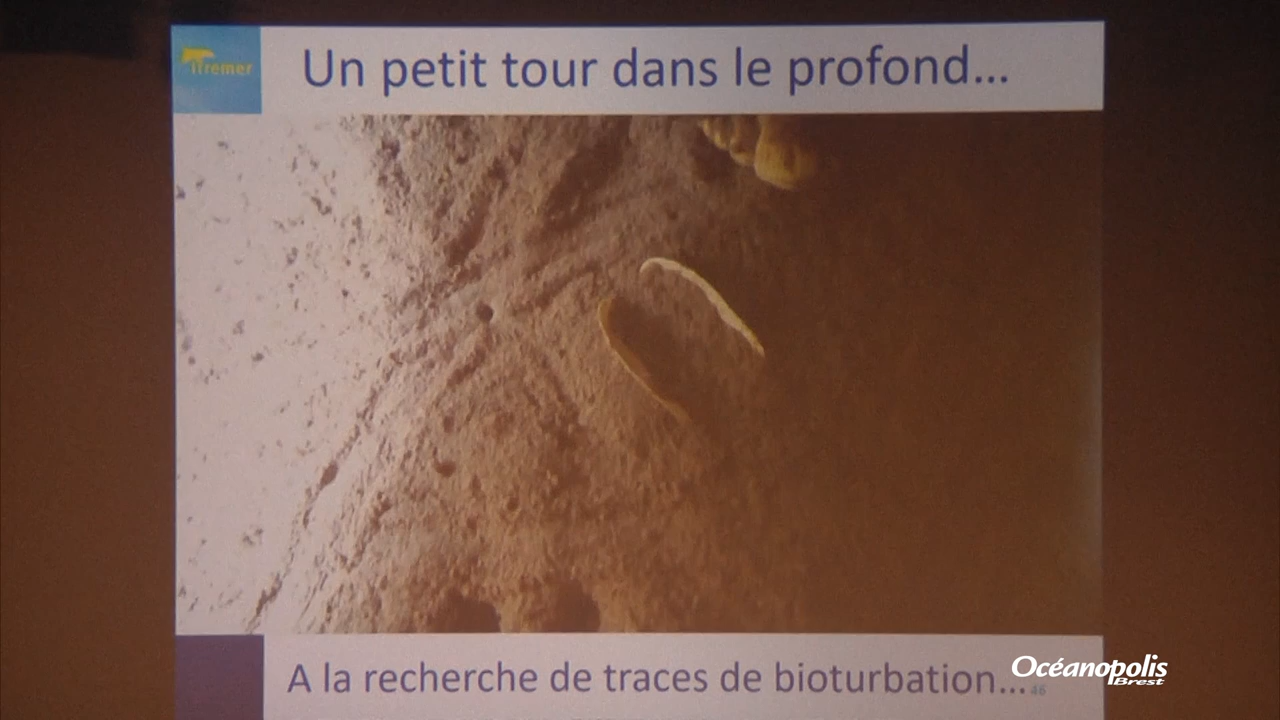 Ifremer
Un petit tour dans le profond...
A la recherche de traces de bioturbation...
46
Océanopolis
Brest